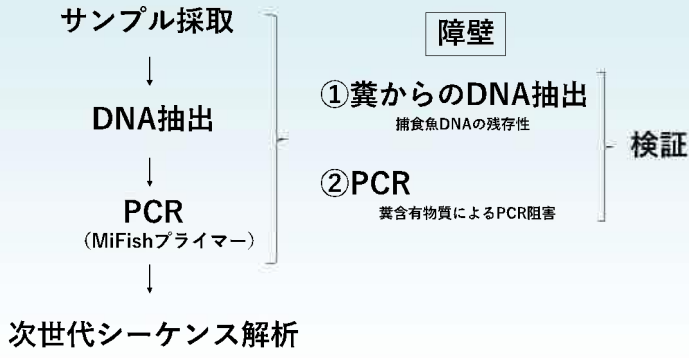 サンプル採取
DNA抽出
PCR
（MiFishプライマー）
次世代シーケンス解析
障壁
①糞からのDNA抽出
捕食魚DNAの残存性
②PCR
糞含有物質によるPCR阻害
検証